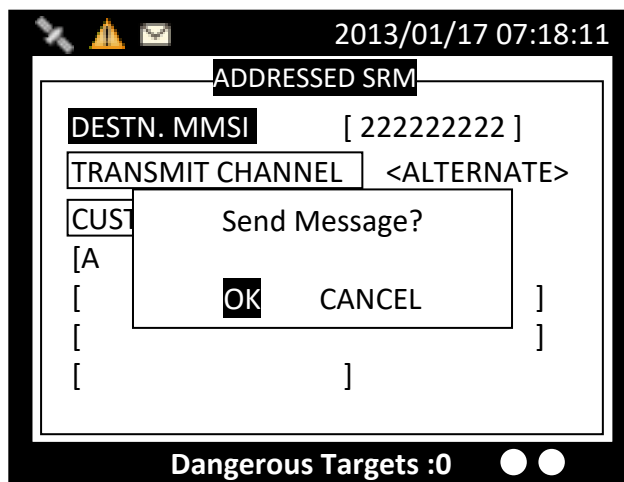 2013/01/17 07:18:11
ADDRESSED SRM
DESTN. MMSI [ 222222222 ]
TRANSMIT CHANNEL <ALTERNATE>
CUST
Send Message?
[A
OK CANCEL
[ ]
[ ]
[ ]
Dangerous Targets :0